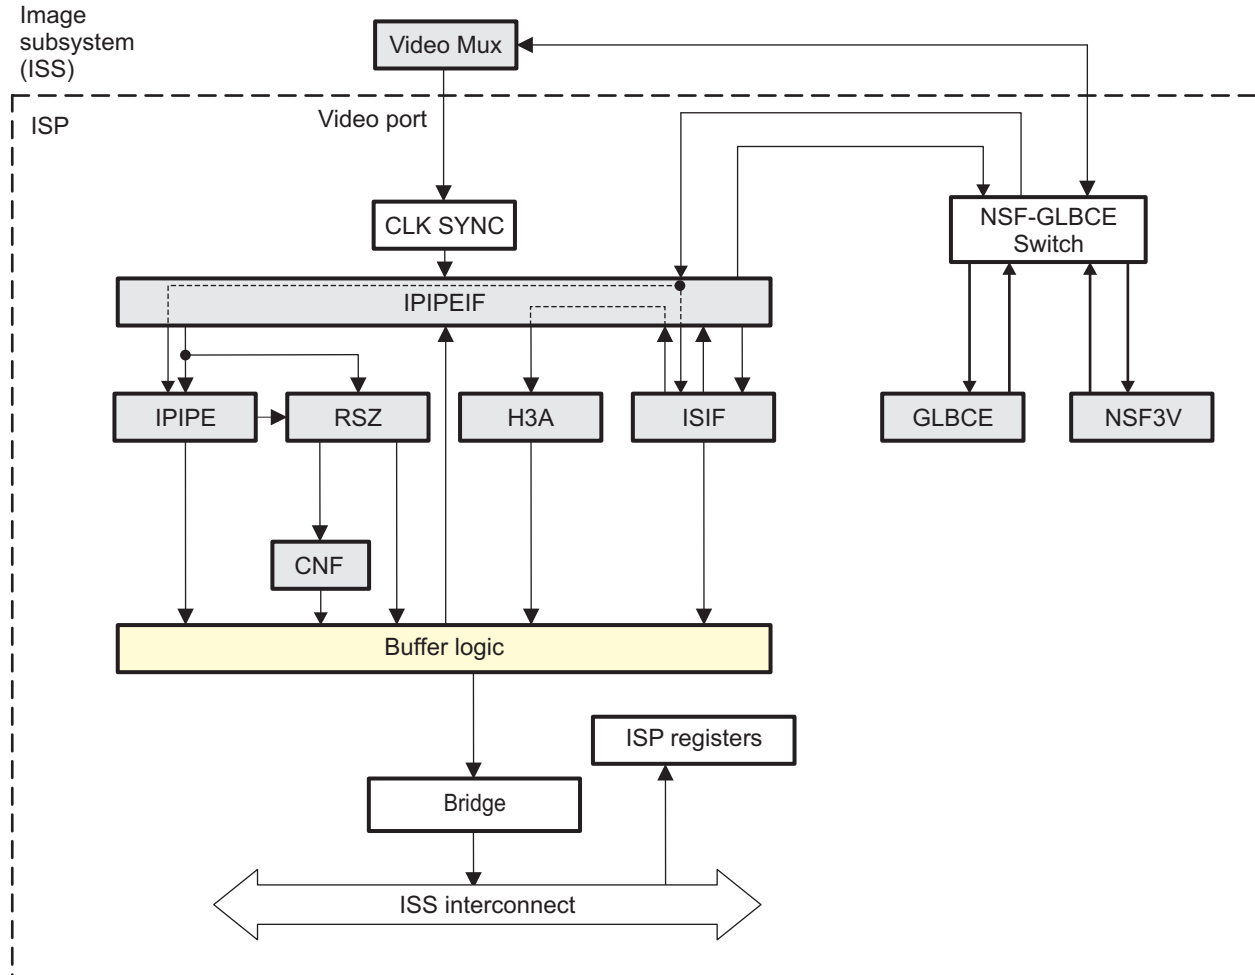 Image
subsystem
(ISS)
Video Mux
ISP
Video port
CLK SYNC
NSF-GLBCE
Switch
IPIPEIF
IPIPE
RSZ
H3A
ISIF
GLBCE
NSF3V
CNF
Buffer logic
ISP registers
Bridge
ISS interconnect